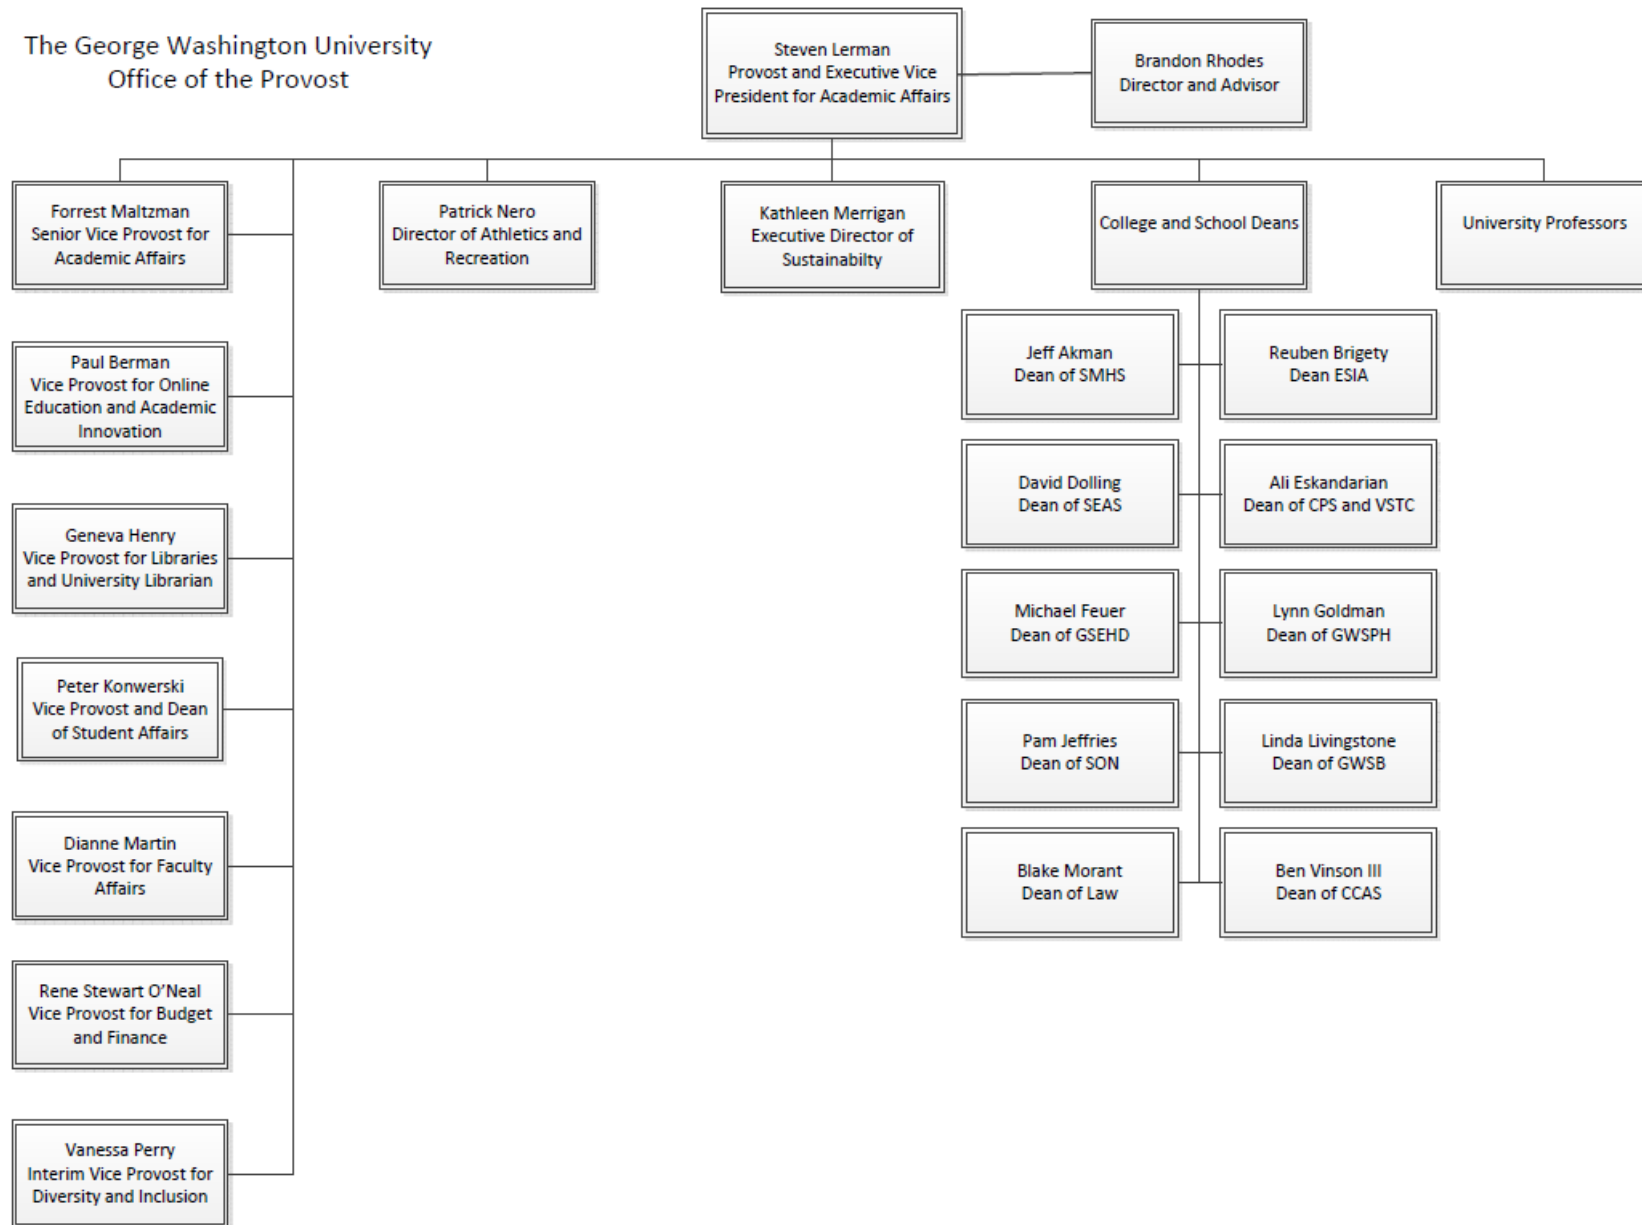 The George Washington University
Office of the Provost
Steven Lerman
Provost and Executive Vice
President for Academic Affairs
Brandon Rhodes
Director and Advisor
Forrest Maltzman
Senior Vice Provost for
Academic Affairs
Patrick Nero
Director of Athletics and
Recreation
Kathleen Merrigan
Executive Director of
Sustainabilty
College and School Deans
University Professors
Paul Berman
Vice Provost for Online
Education and Academic
Innovation
Geneva Henry
Vice Provost for Libraries
and University Librarian
Peter Konwerski
Vice Provost and Dean
of Student Affairs
Dianne Martin
Vice Provost for Faculty
Affairs
Rene Stewart O’Neal
Vice Provost for Budget
and Finance
Vanessa Perry
Interim Vice Provost for
Diversity and Inclusion
Jeff Akman
Dean of SMHS
Reuben Brigety
Dean ESIA
David Dolling
Dean of SEAS
Ali Eskandarian
Dean of CPS and VSTC
Michael Feuer
Dean of GSEHD
Lynn Goldman
Dean of GWSPH
Pam Jeffries
Dean of SON
Linda Livingstone
Dean of GWSB
Blake Morant
Dean of Law
Ben Vinson III
Dean of CCAS